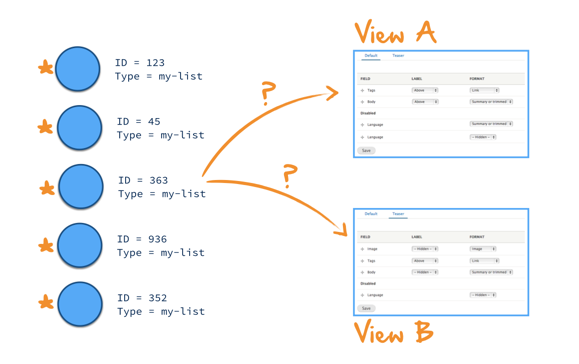 View A
Default Teaser
FIELD LABEL FORMAT
Tags Above Link
Body Above Summary or trimmed
Disabled
Language Summary or trimmed
Language -- Hidden --
Save
ID = 123
Type = my-list
ID = 45
Type = my-list
ID = 363
Type = my-list
ID = 936
Type = my-list
ID = 352
Type = my-list
?
?
Default Teaser
FIELD LABEL FORMAT
Image -- Hidden -- Image
Tags Above Link
Body -- Hidden -- Summary or trimmed
Disabled
Language -- Hidden --
Save
View B